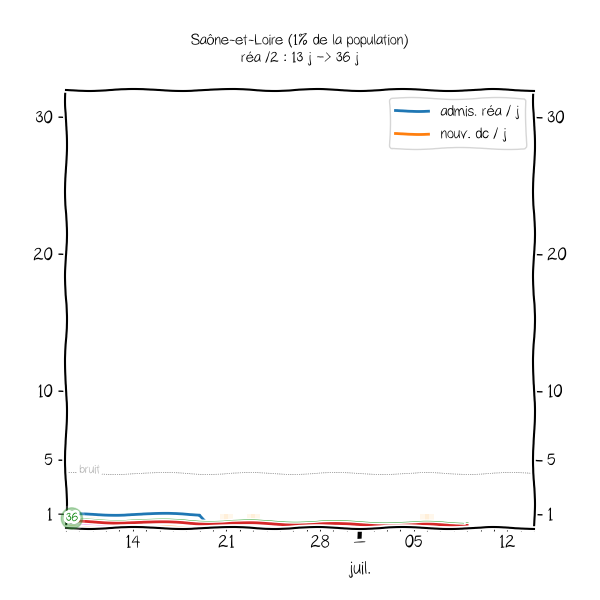 Saône-et-Loire (1% de la population)
réa /2 : 13 j -> 36 j
admis. réa / j
nouv. dc / j
30 30
20 20
10 10
5 5
bruit
1 36 1
14 21 28 1 05 12
juil.